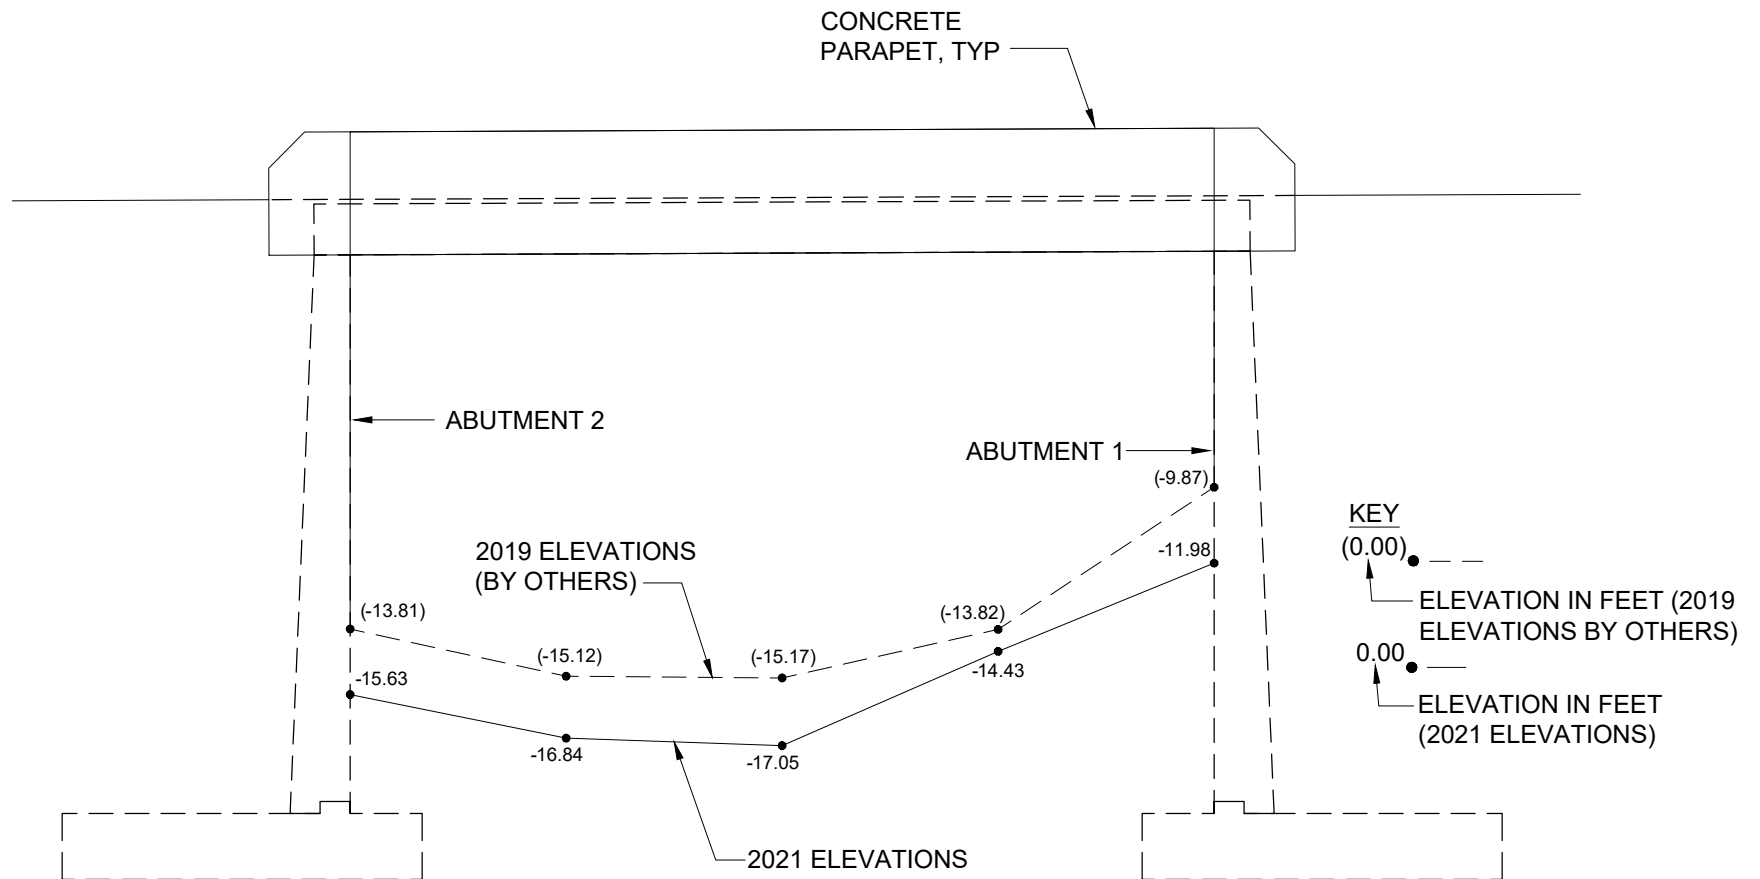 CONCRETE
PARAPET, TYP
ABUTMENT 2
ABUTMENT 1
(-9.87)
KEY
(0.00)
2019 ELEVATIONS
(BY OTHERS)
-11.98
ELEVATION IN FEET (2019
ELEVATIONS BY OTHERS)
(-13.81)
(-15.12)
(-15.17)
(-13.82)
0.00
-15.63
-14.43
ELEVATION IN FEET
(2021 ELEVATIONS)
-16.84
-17.05
2021 ELEVATIONS